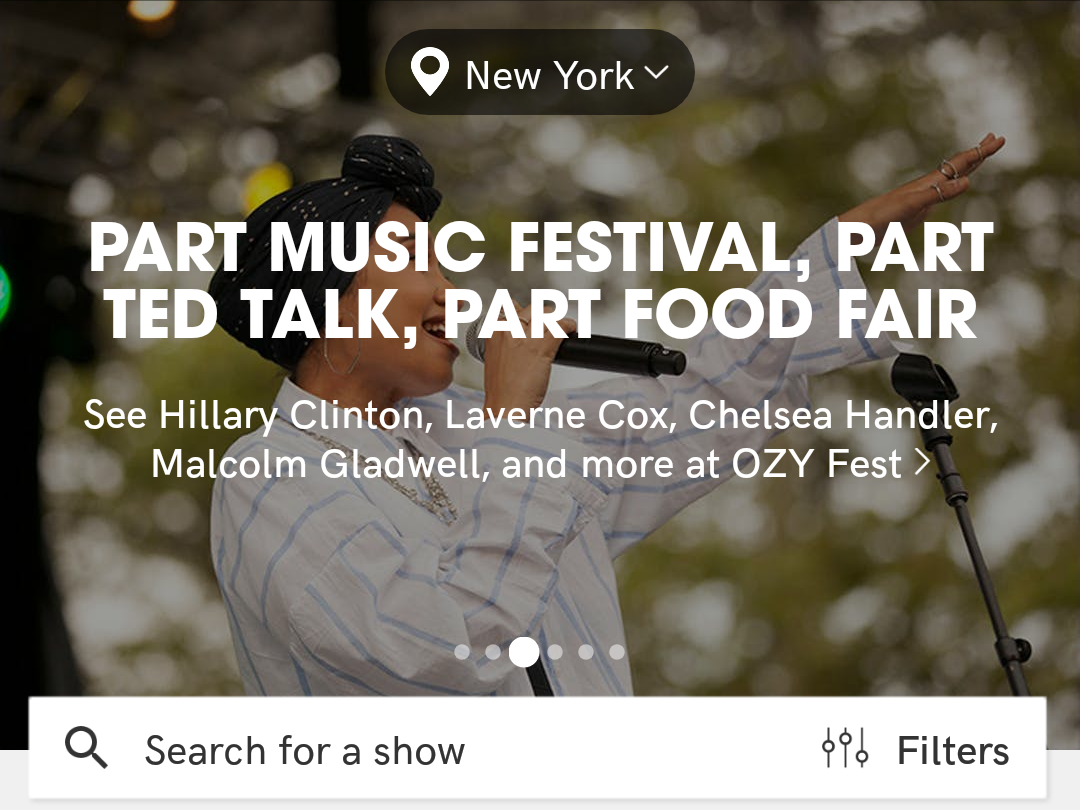 New York
PART MUSIC FESTIVAL, PART
TED TALK, PART FOOD FAIR
See Hillary Clinton, Laverne Cox, Chelsea Handler,
Malcolm Gladwell, and more at OZY Fest >
Search for a show
Filters